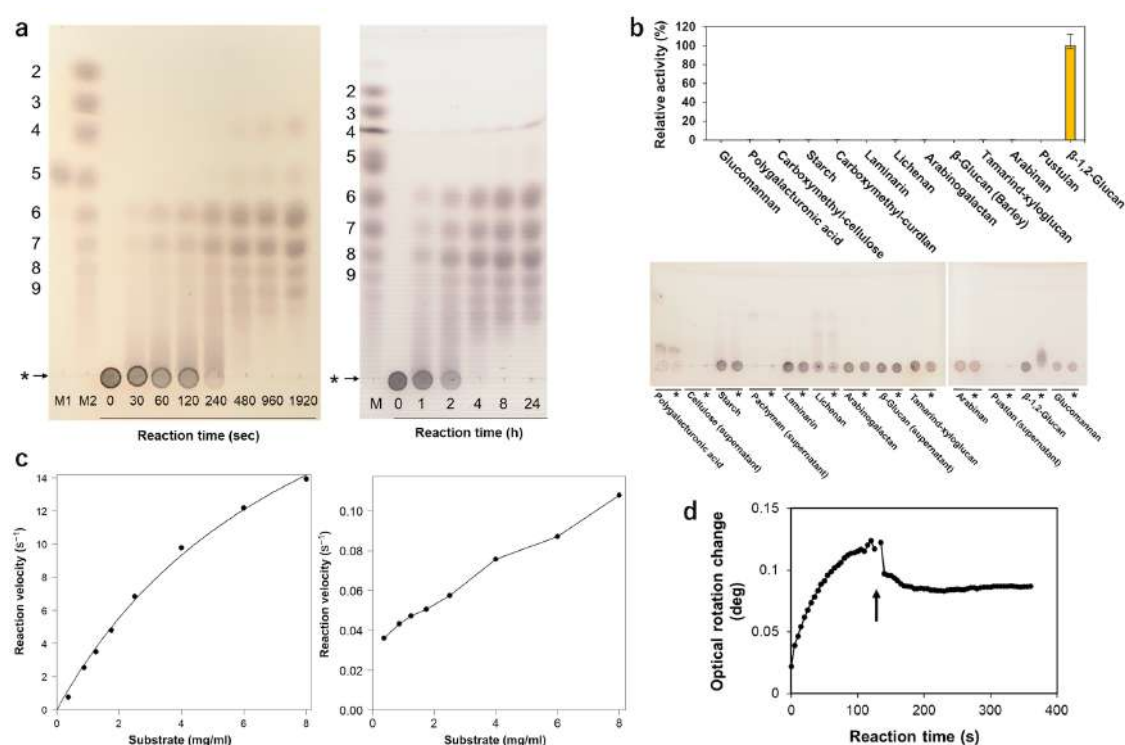 a
2
3
4
5
6
7
8
9
* →
M1 M2 0 30 60 120 240 480 960 1920
Reaction time (sec)
2
3
4
5
6
7
8
9
* →
M 0 1 2 4 8 24
Reaction time (h)
b
Relative activity (%)
120
100
80
60
40
20
0
Glucomannan
Polygalacturonic acid
Carboxymethyl-cellulose
Starch
Carboxymethyl-curdlan
Laminarin
Lichenan
Arabinogalactan
β-Glucan (Barley)
Tamarind-xyloglucan
Arabinan
Pustulan
β-1,2-Glucan
* * * * * * * * * * * * *
Polygalacturonic acid
Cellulose (supernatant)
Starch
Pachyman (supernatant)
Laminarin
Lichenan
Arabinogalactan
β-Glucan (supernatant)
Tamarind-xyloglucan
Arabinan
Pustlan (supernatant)
β-1,2-Glucan
Glucomannan
c
Reaction velocity (s⁻¹)
14
12
10
8
6
4
2
0
0 2 4 6 8
Substrate (mg/ml)
Reaction velocity (s⁻¹)
0.10
0.08
0.06
0.04
0.02
0.00
0 2 4 6 8
Substrate (mg/ml)
d
Optical rotation change
(deg)
0.15
0.1
0.05
0
0 100 200 300 400
Reaction time (s)